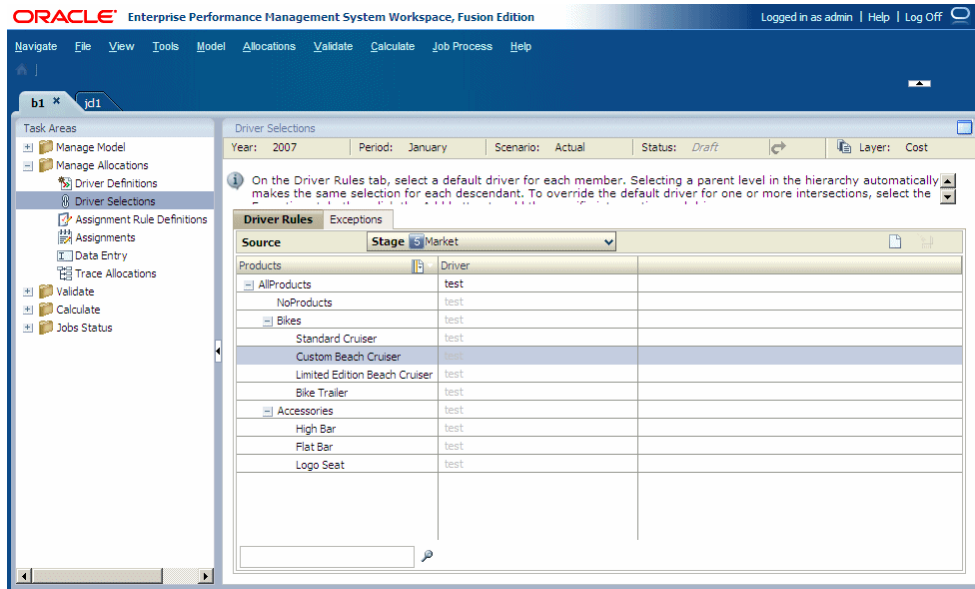 ORACLE Enterprise Performance Management System Workspace, Fusion Edition
Logged in as admin | Help | Log Off
Navigate File View Tools Model Allocations Validate Calculate Job Process Help
b1 jd1
Task Areas
Manage Model
Manage Allocations
Driver Definitions
Driver Selections
Assignment Rule Definitions
Assignments
Data Entry
Trace Allocations
Validate
Calculate
Jobs Status
Driver Selections
Year: 2007 Period: January Scenario: Actual Status: Draft Layer: Cost
On the Driver Rules tab, select a default driver for each member. Selecting a parent level in the hierarchy automatically
makes the same selection for each descendant. To override the default driver for one or more intersections, select the
Driver Rules Exceptions
Source Stage 5 Market
Products Driver
AllProducts test
NoProducts test
Bikes test
Standard Cruiser test
Custom Beach Cruiser test
Limited Edition Beach Cruiser test
Bike Trailer test
Accessories test
High Bar test
Flat Bar test
Logo Seat test